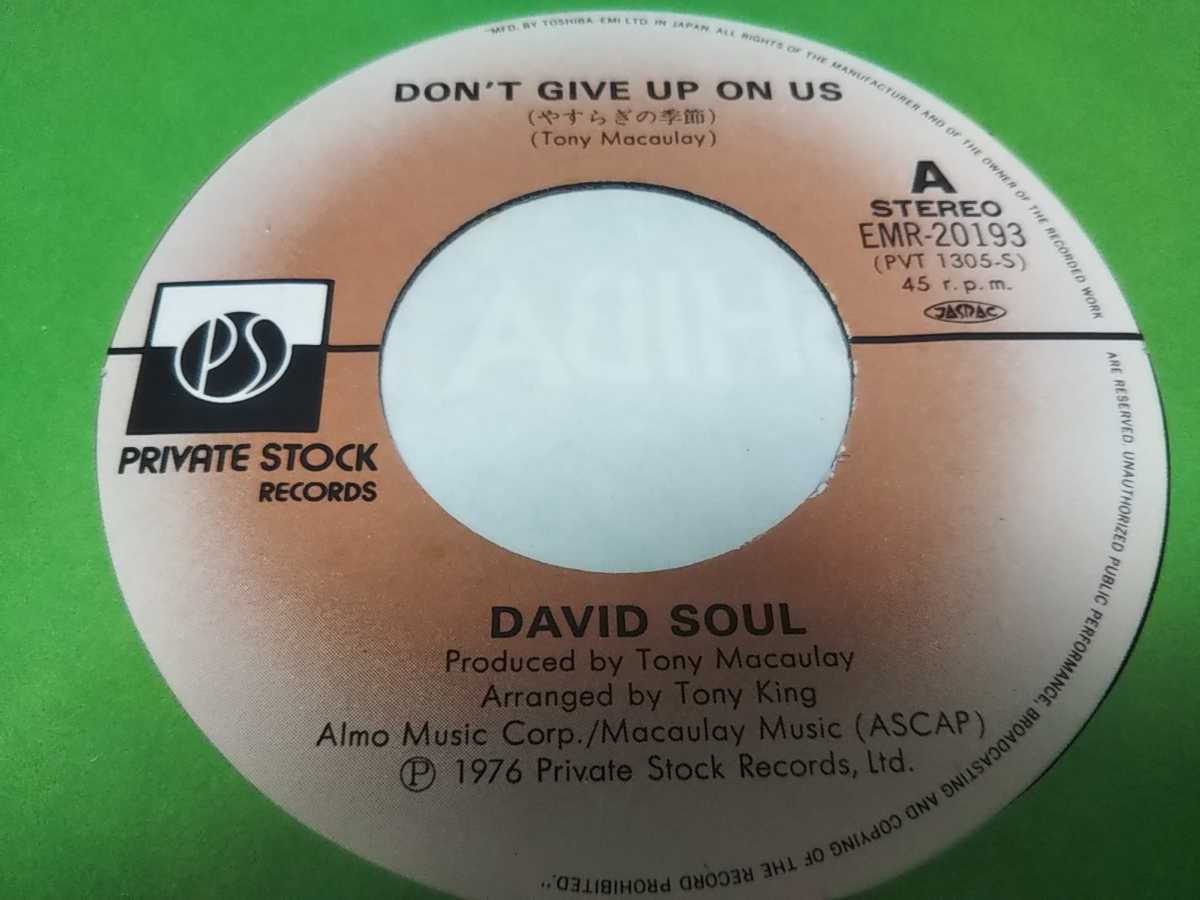 "MFD. BY TOSHIBA EMI LTD. IN JAPAN. ALL RIGHTS OF THE MANUFACTURER AND OF THE OWNER OF THE RECORDED WORK
ARE RESERVED. UNAUTHORIZED PUBLIC PERFORMANCE, BROADCASTING AND COPYING OF THE RECORD PROHIBITED."
DON'T GIVE UP ON US
(やすらぎの季節)
(Tony Macaulay)
A
STEREO
EMR-20193
(PVT 1305-S)
45 r.p.m.
JASRAC
PS
PRIVATE STOCK
RECORDS
DAVID SOUL
Produced by Tony Macaulay
Arranged by Tony King
Almo Music Corp./Macaulay Music (ASCAP)
Ⓟ 1976 Private Stock Records, Ltd.